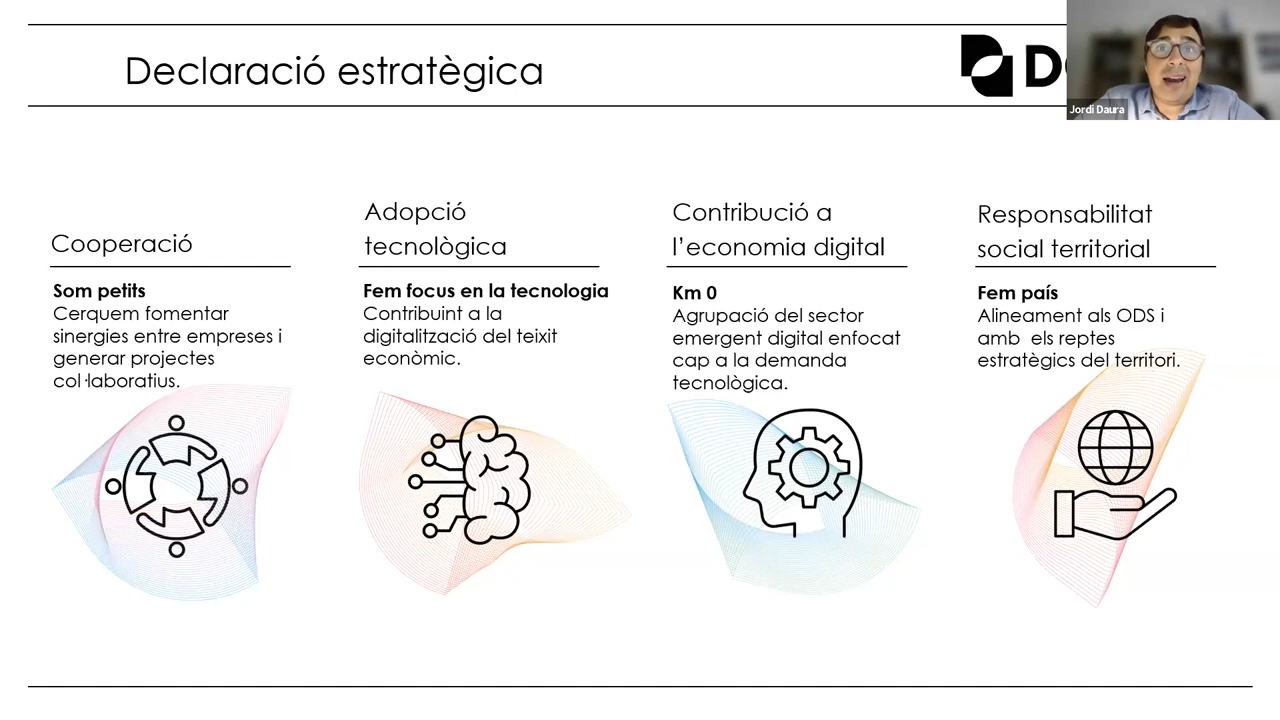 Declaració estratègica
Jordi Daura
Cooperació
Som petits
Cerquem fomentar
sinergies entre empreses i
generar projectes
col·laboratius.
Adopció
tecnològica
Fem focus en la tecnologia
Contribuint a la
digitalització del teixit
econòmic.
Contribució a
l’economia digital
Km 0
Agrupació del sector
emergent digital enfocat
cap a la demanda
tecnològica.
Responsabilitat
social territorial
Fem país
Alineament als ODS i
amb els reptes
estratègics del territori.